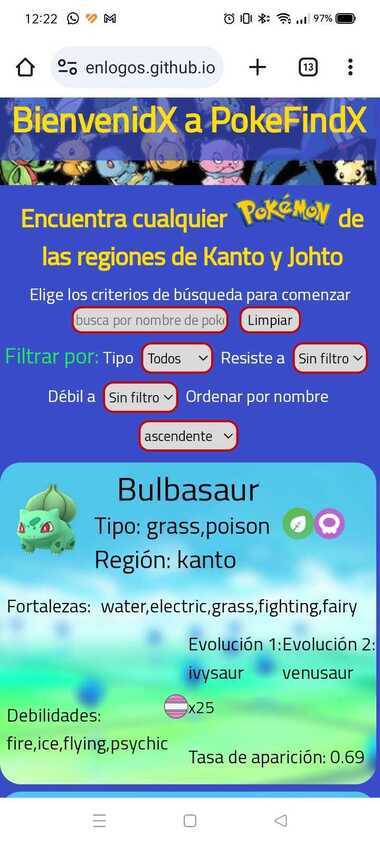 12:22
97%
enlogos.github.io
13
BienvenidX a PokeFindX
Encuentra cualquier POKéMON de
las regiones de Kanto y Johto
Elige los criterios de búsqueda para comenzar
busca por nombre de pok
Limpiar
Filtrar por: Tipo Todos Resiste a Sin filtro
Débil a Sin filtro Ordenar por nombre
ascendente
Bulbasaur
Tipo: grass,poison
Región: kanto
Fortalezas: water,electric,grass,fighting,fairy
Evolución 1: Evolución 2:
ivysaur venusaur
x25
Debilidades:
fire,ice,flying,psychic
Tasa de aparición: 0.69